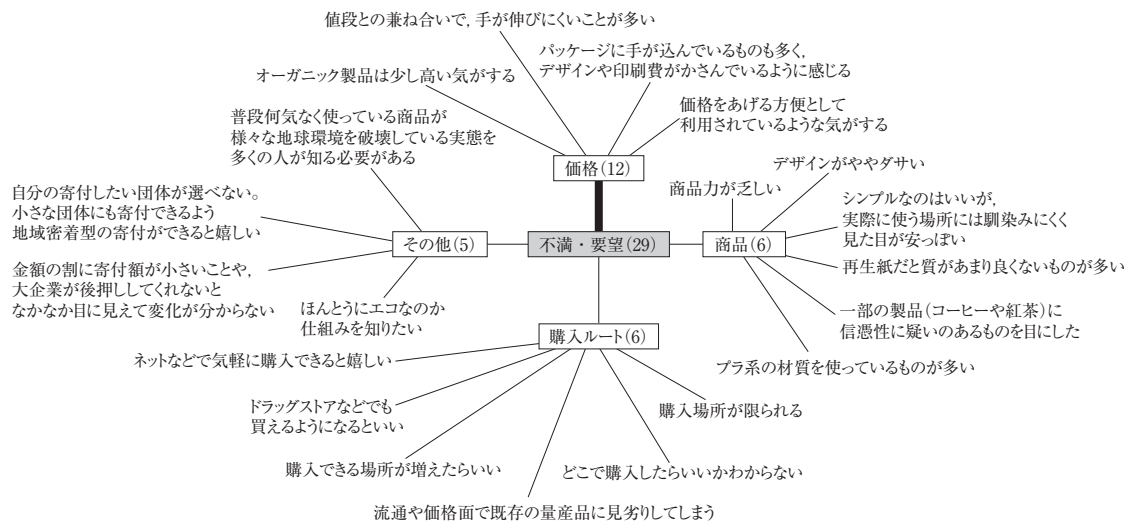 値段との兼ね合いで, 手が伸びにくいことが多い
パッケージに手が込んでいるものも多く,
デザインや印刷費がかさんでいるように感じる
オーガニック製品は少し高い気がする
価格をあげる方便として
利用されているような気がする
普段何気なく使っている商品が
様々な地球環境を破壊している実態を
多くの人が知る必要がある
価格(12)
デザインがややダサい
商品力が乏しい
自分の寄付したい団体が選べない。
小さな団体にも寄付できるよう
地域密着型の寄付ができると嬉しい
シンプルなのはいいが,
実際に使う場所には馴染みにくく
見た目が安っぽい
その他(5)
不満・要望(29)
商品(6)
再生紙だと質があまり良くないものが多い
金額の割に寄付額が小さいことや,
大企業が後押ししてくれないと
なかなか目に見えて変化が分からない
ほんとうにエコなのか
仕組みを知りたい
一部の製品(コーヒーや紅茶)に
信憑性に疑いのあるものを目にした
購入ルート(6)
ネットなどで気軽に購入できると嬉しい
プラ系の材質を使っているものが多い
ドラッグストアなどでも
買えるようになるといい
購入場所が限られる
購入できる場所が増えたらいい
どこで購入したらいいかわからない
流通や価格面で既存の量産品に見劣りしてしまう